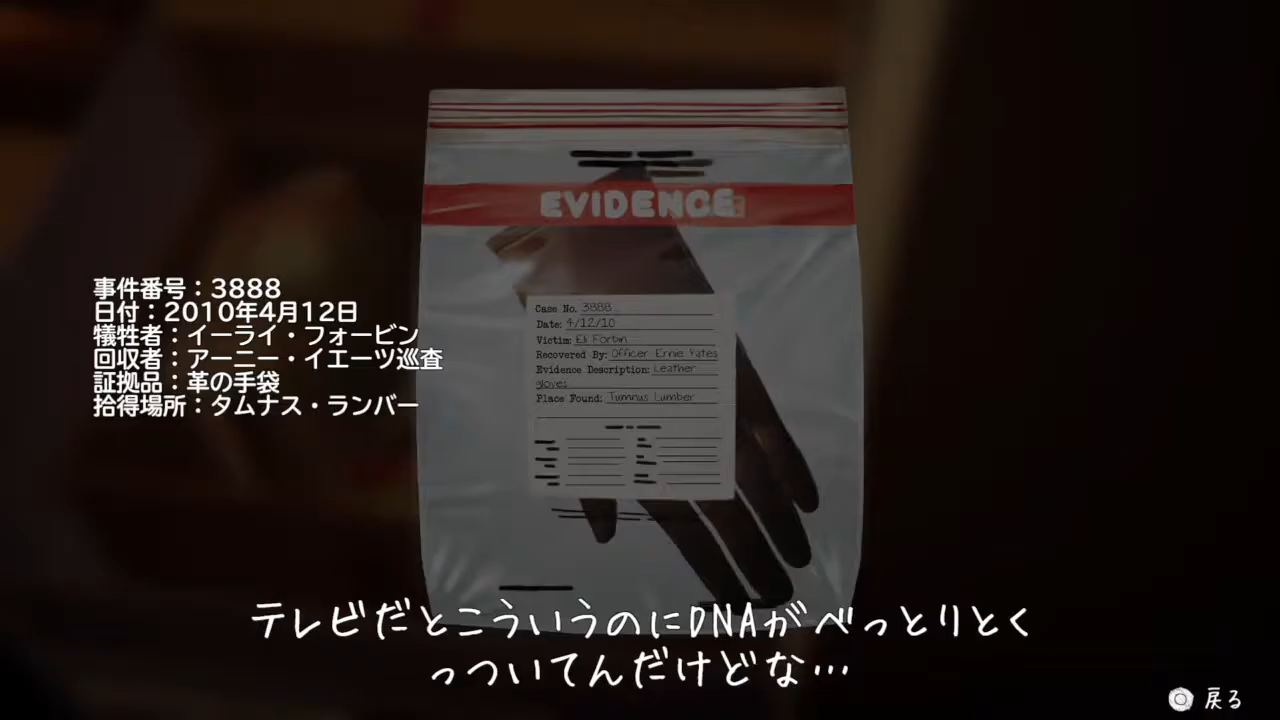 EVIDENCE
事件番号：3888
日付：2010年4月12日
犠牲者：イーライ・フォービン
回収者：アーニー・イエーツ巡査
証拠品：革の手袋
拾得場所：タムナス・ランバー
Case No. 3888
Date: 4/12/10
Victim: Eli Forbin
Recovered By: Officer Ernie Yates
Evidence Description: Leather
gloves
Place Found: Tumnus Lumber
テレビだとこういうのにDNAがべっとりとく
っついてんだけどな…
戻る